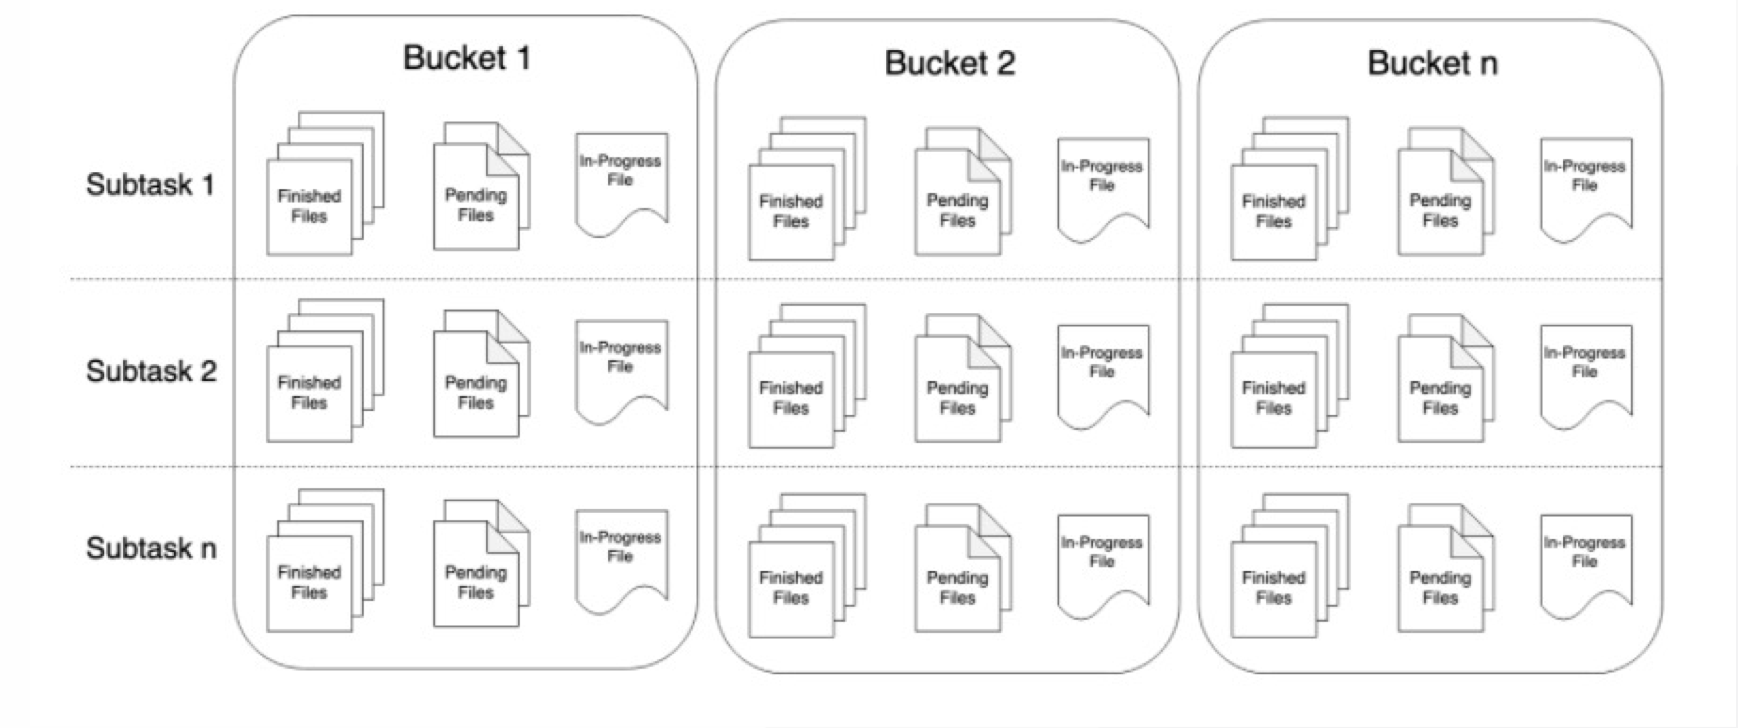 Bucket 1
Bucket 2
Bucket n
Subtask 1
Finished
Files
Pending
Files
In-Progress
File
Finished
Files
Pending
Files
In-Progress
File
Finished
Files
Pending
Files
In-Progress
File
Subtask 2
Finished
Files
Pending
Files
In-Progress
File
Finished
Files
Pending
Files
In-Progress
File
Finished
Files
Pending
Files
In-Progress
File
Subtask n
Finished
Files
Pending
Files
In-Progress
File
Finished
Files
Pending
Files
In-Progress
File
Finished
Files
Pending
Files
In-Progress
File